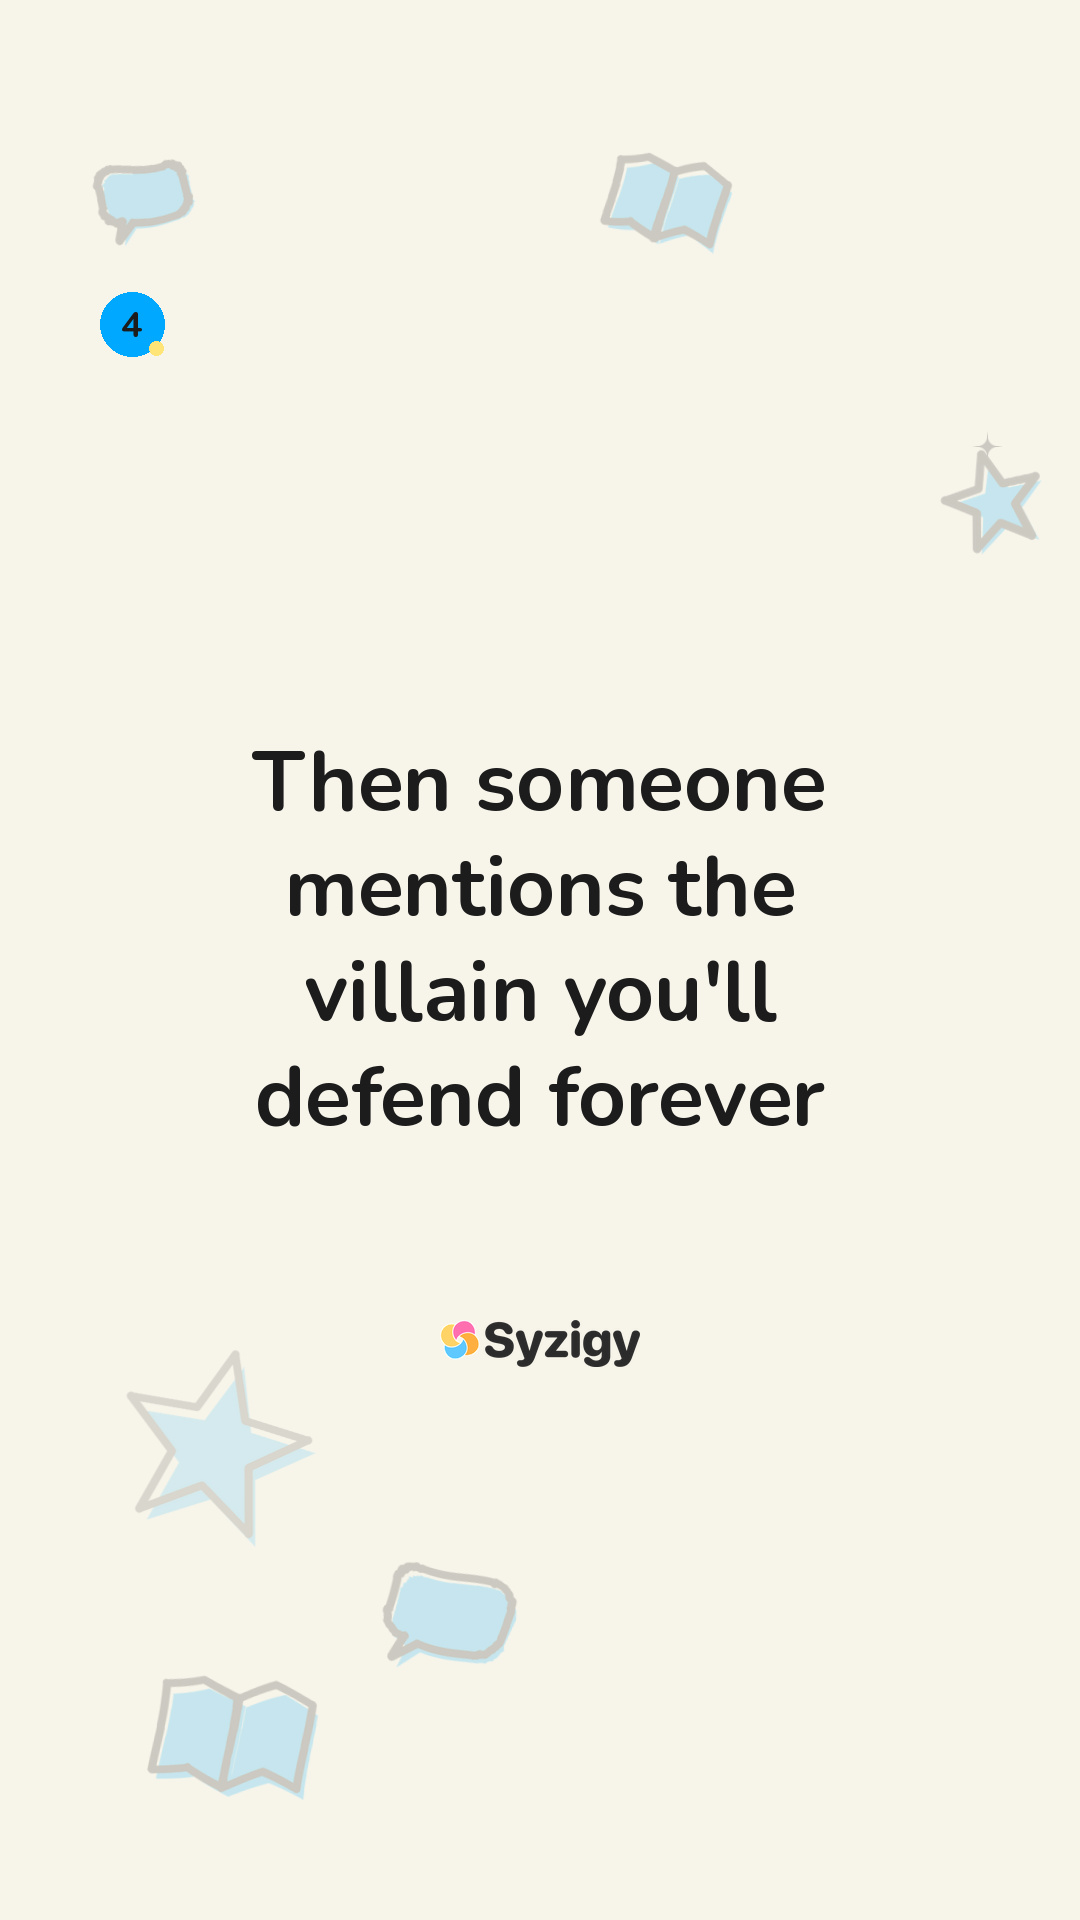 4
Then someone
mentions the
villain you'll
defend forever
Syzigy